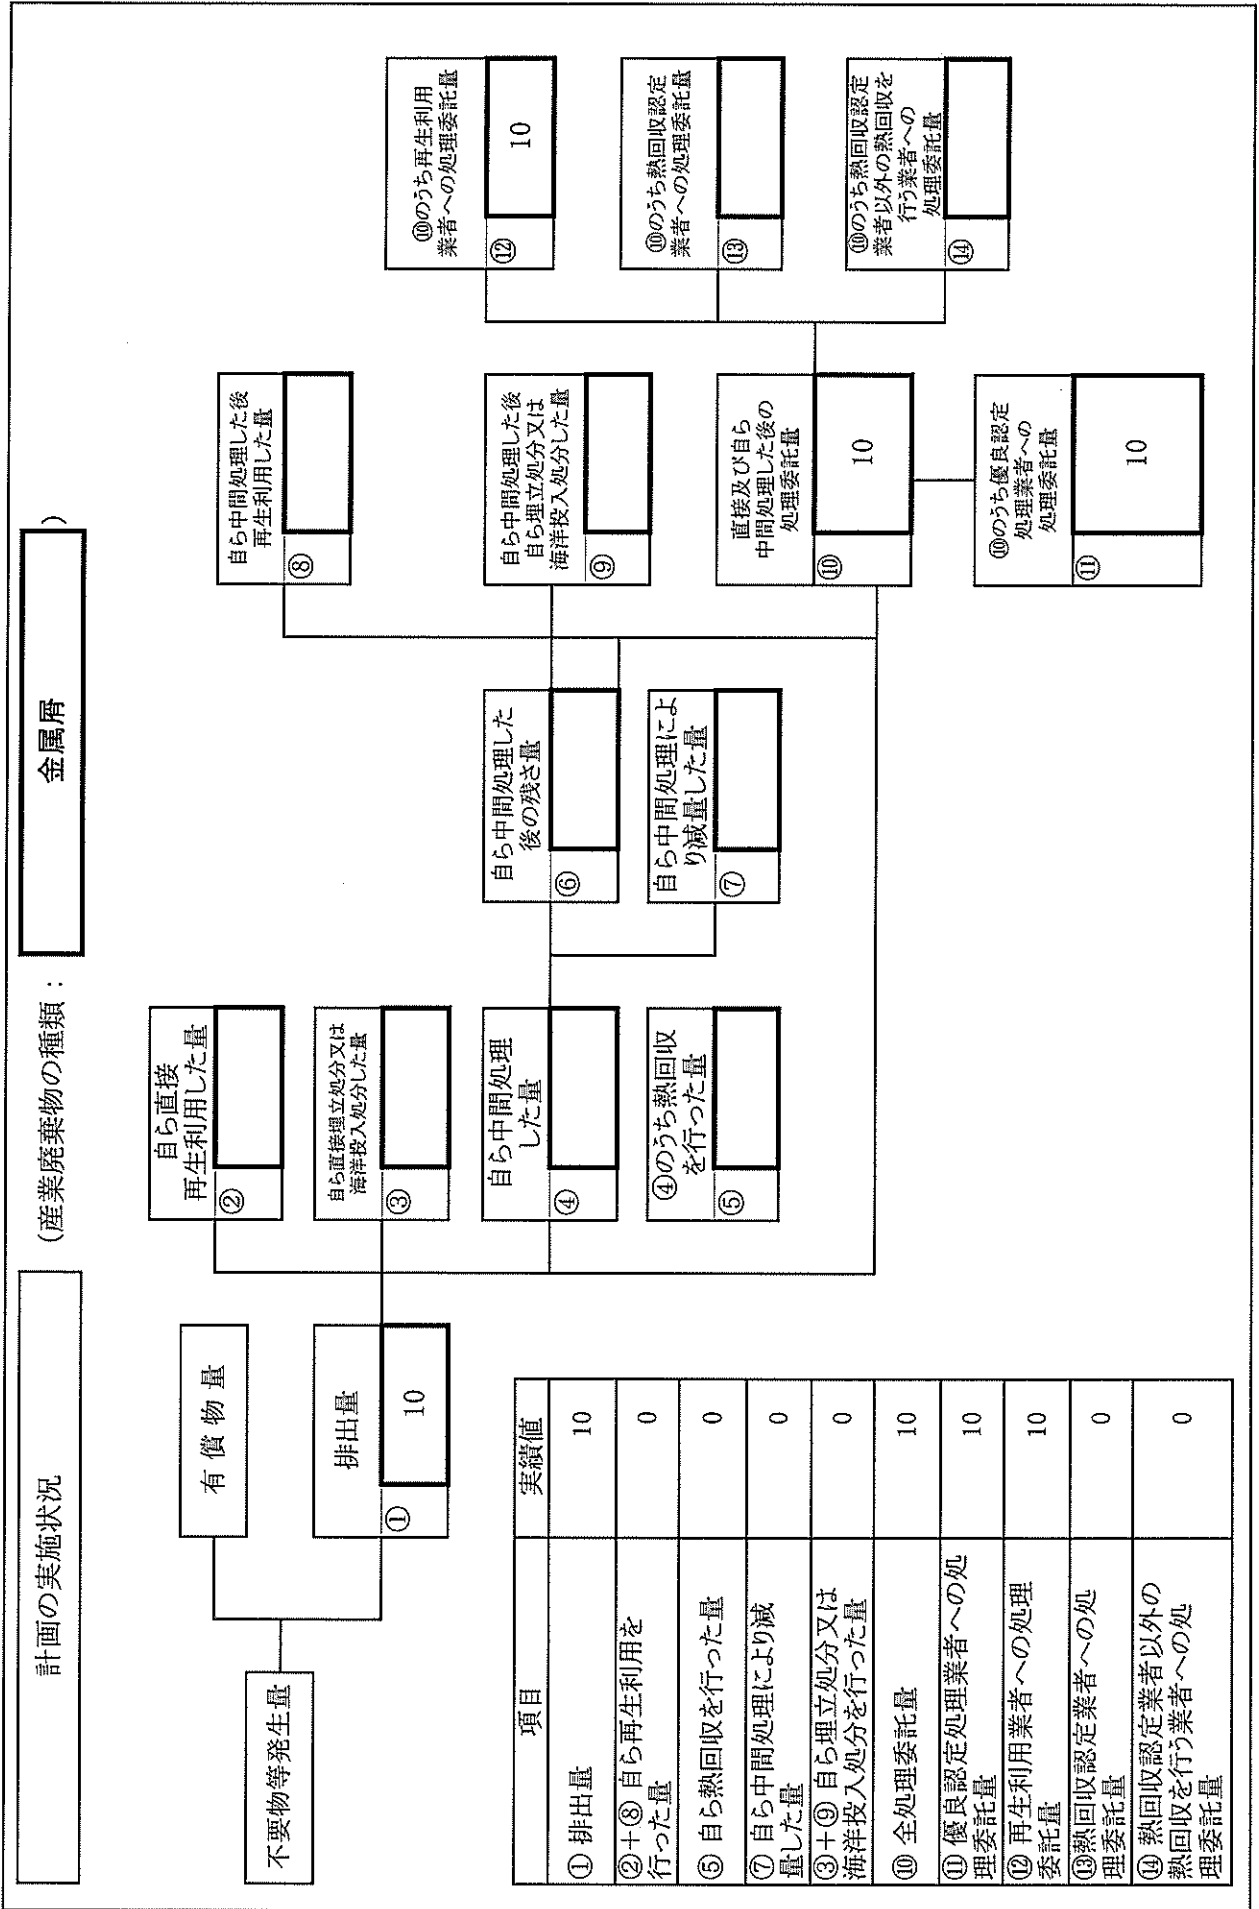 計画の実施状況
(産業廃棄物の種類：
金属屑
)
不要物等発生量
有償物量
排出量
①
10
自ら直接
再生利用した量
②
自ら直接埋立処分又は
海洋投入処分した量
③
自ら中間処理
した量
④
④のうち熱回収
を行った量
⑤
自ら中間処理した
後の残さ量
⑥
自ら中間処理によ
り減量した量
⑦
自ら中間処理した後
再生利用した量
⑧
自ら中間処理した後
自ら埋立処分又は
海洋投入処分した量
⑨
直接及び自ら
中間処理した後の
処理委託量
⑩
10
⑩のうち優良認定
処理業者への
処理委託量
⑪
10
⑩のうち再生利用
業者への処理委託量
⑫
10
⑩のうち熱回収認定
業者への処理委託量
⑬
⑩のうち熱回収認定
業者以外の熱回収を
行う業者への
処理委託量
⑭
項目 実績値
① 排出量 10
②＋⑧ 自ら再生利用を
行った量 0
⑤ 自ら熱回収を行った量 0
⑦ 自ら中間処理により減
量した量 0
③＋⑨ 自ら埋立処分又は
海洋投入処分を行った量 0
⑩ 全処理委託量 10
⑪ 優良認定処理業者への処
理委託量 10
⑫ 再生利用業者への処理
委託量 10
⑬熱回収認定業者への処
理委託量 0
⑭ 熱回収認定業者以外の
熱回収を行う業者への処
理委託量 0